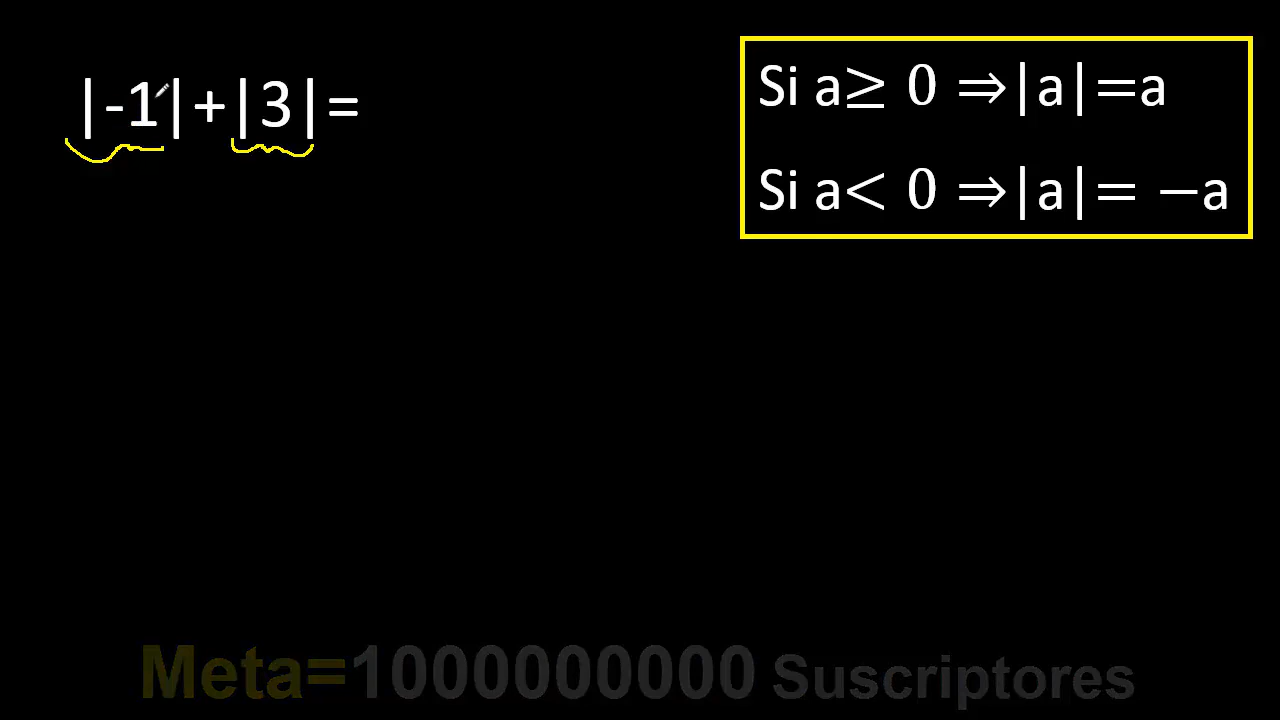 |-1|+|3|=
Si a≥ 0 ⇒|a|=a
Si a< 0 ⇒|a|= −a
Meta=1000000000 Suscriptores